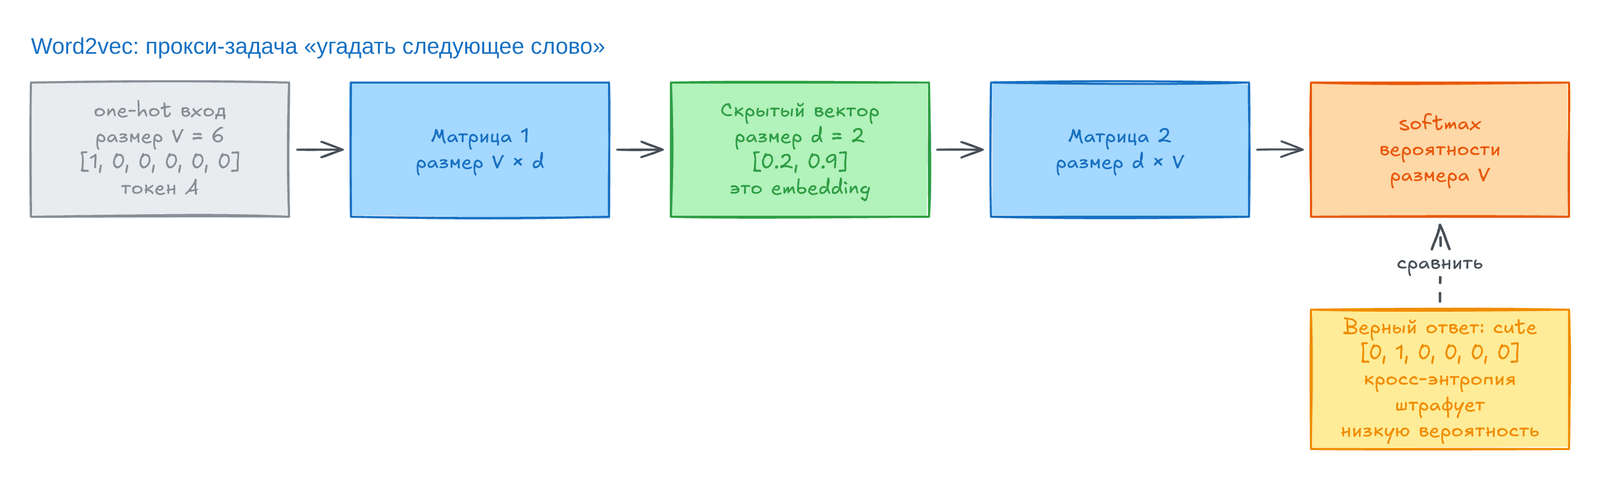 Word2vec: прокси-задача «угадать следующее слово»
one-hot вход
размер V = 6
[1, 0, 0, 0, 0, 0]
токен A
Матрица 1
размер V × d
Скрытый вектор
размер d = 2
[0.2, 0.9]
это embedding
Матрица 2
размер d × V
softmax
вероятности
размера V
сравнить
Верный ответ: cute
[0, 1, 0, 0, 0, 0]
кросс-энтропия
штрафует
низкую вероятность